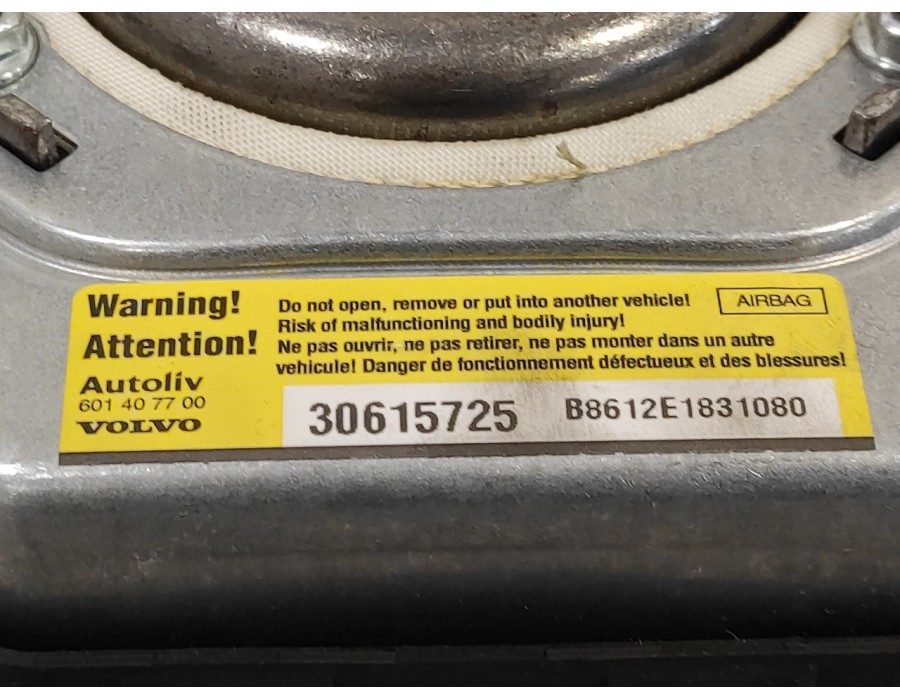 Warning!
Attention!
Autoliv
601 40 77 00
VOLVO
Do not open, remove or put into another vehicle!
Risk of malfunctioning and bodily injury!
Ne pas ouvrir, ne pas retirer, ne pas monter dans un autre
vehicule! Danger de fonctionnement défectueux et des blessures!
AIRBAG
30615725 B8612E1831080